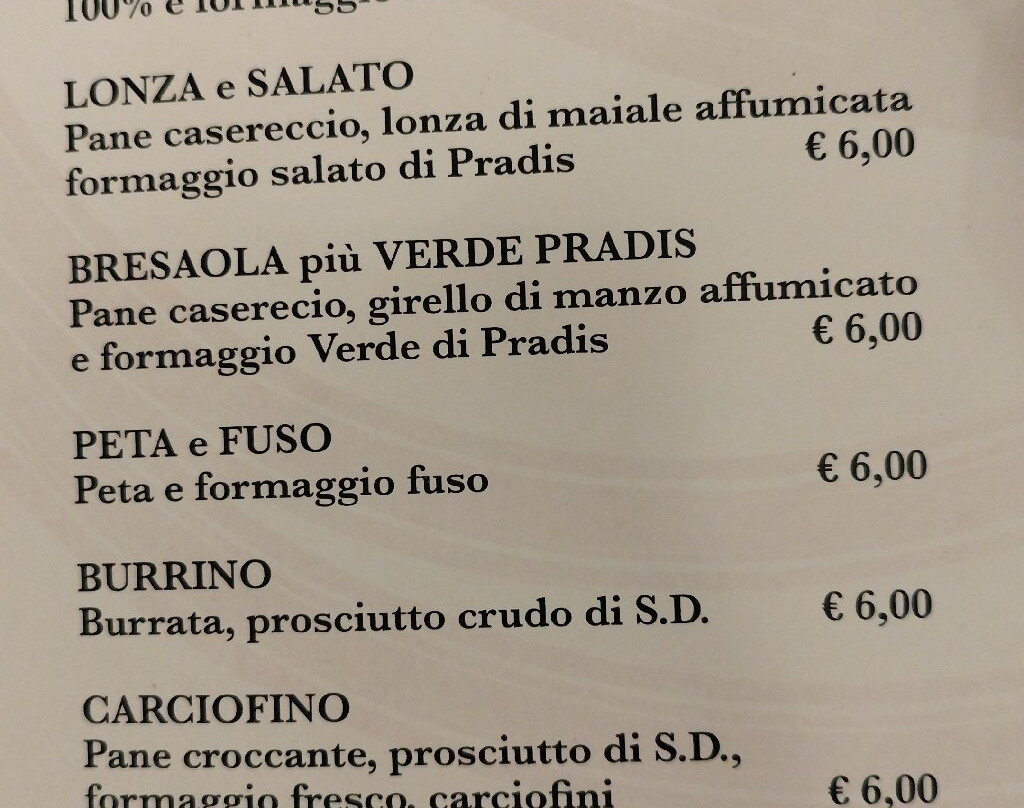 100% e formaggio
LONZA e SALATO
Pane casereccio, lonza di maiale affumicata
formaggio salato di Pradis € 6,00
BRESAOLA più VERDE PRADIS
Pane caserecio, girello di manzo affumicato
e formaggio Verde di Pradis € 6,00
PETA e FUSO
Peta e formaggio fuso € 6,00
BURRINO
Burrata, prosciutto crudo di S.D. € 6,00
CARCIOFINO
Pane croccante, prosciutto di S.D.,
formaggio fresco, carciofini € 6,00